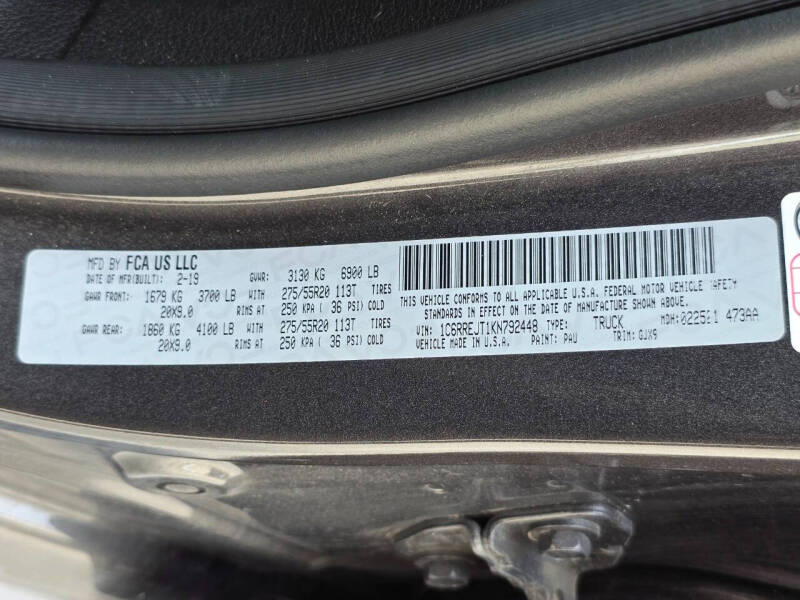 MFD BY FCA US LLC
DATE OF MFR(BUILT): 2-19 GVWR: 3130 KG 6900 LB
GAWR FRONT: 1679 KG 3700 LB WITH 275/55R20 113T TIRES
20X9.0 RIMS AT 250 KPA ( 36 PSI) COLD
GAWR REAR: 1860 KG 4100 LB WITH 275/55R20 113T TIRES
20X9.0 RIMS AT 250 KPA ( 36 PSI) COLD
THIS VEHICLE CONFORMS TO ALL APPLICABLE U.S.A. FEDERAL MOTOR VEHICLE SAFETY
STANDARDS IN EFFECT ON THE DATE OF MANUFACTURE SHOWN ABOVE.
VIN: 1C6RREJT1KN792448 TYPE: TRUCK MDH: 473AA
VEHICLE MADE IN U.S.A. PAINT: PAU TRIM: GJX9